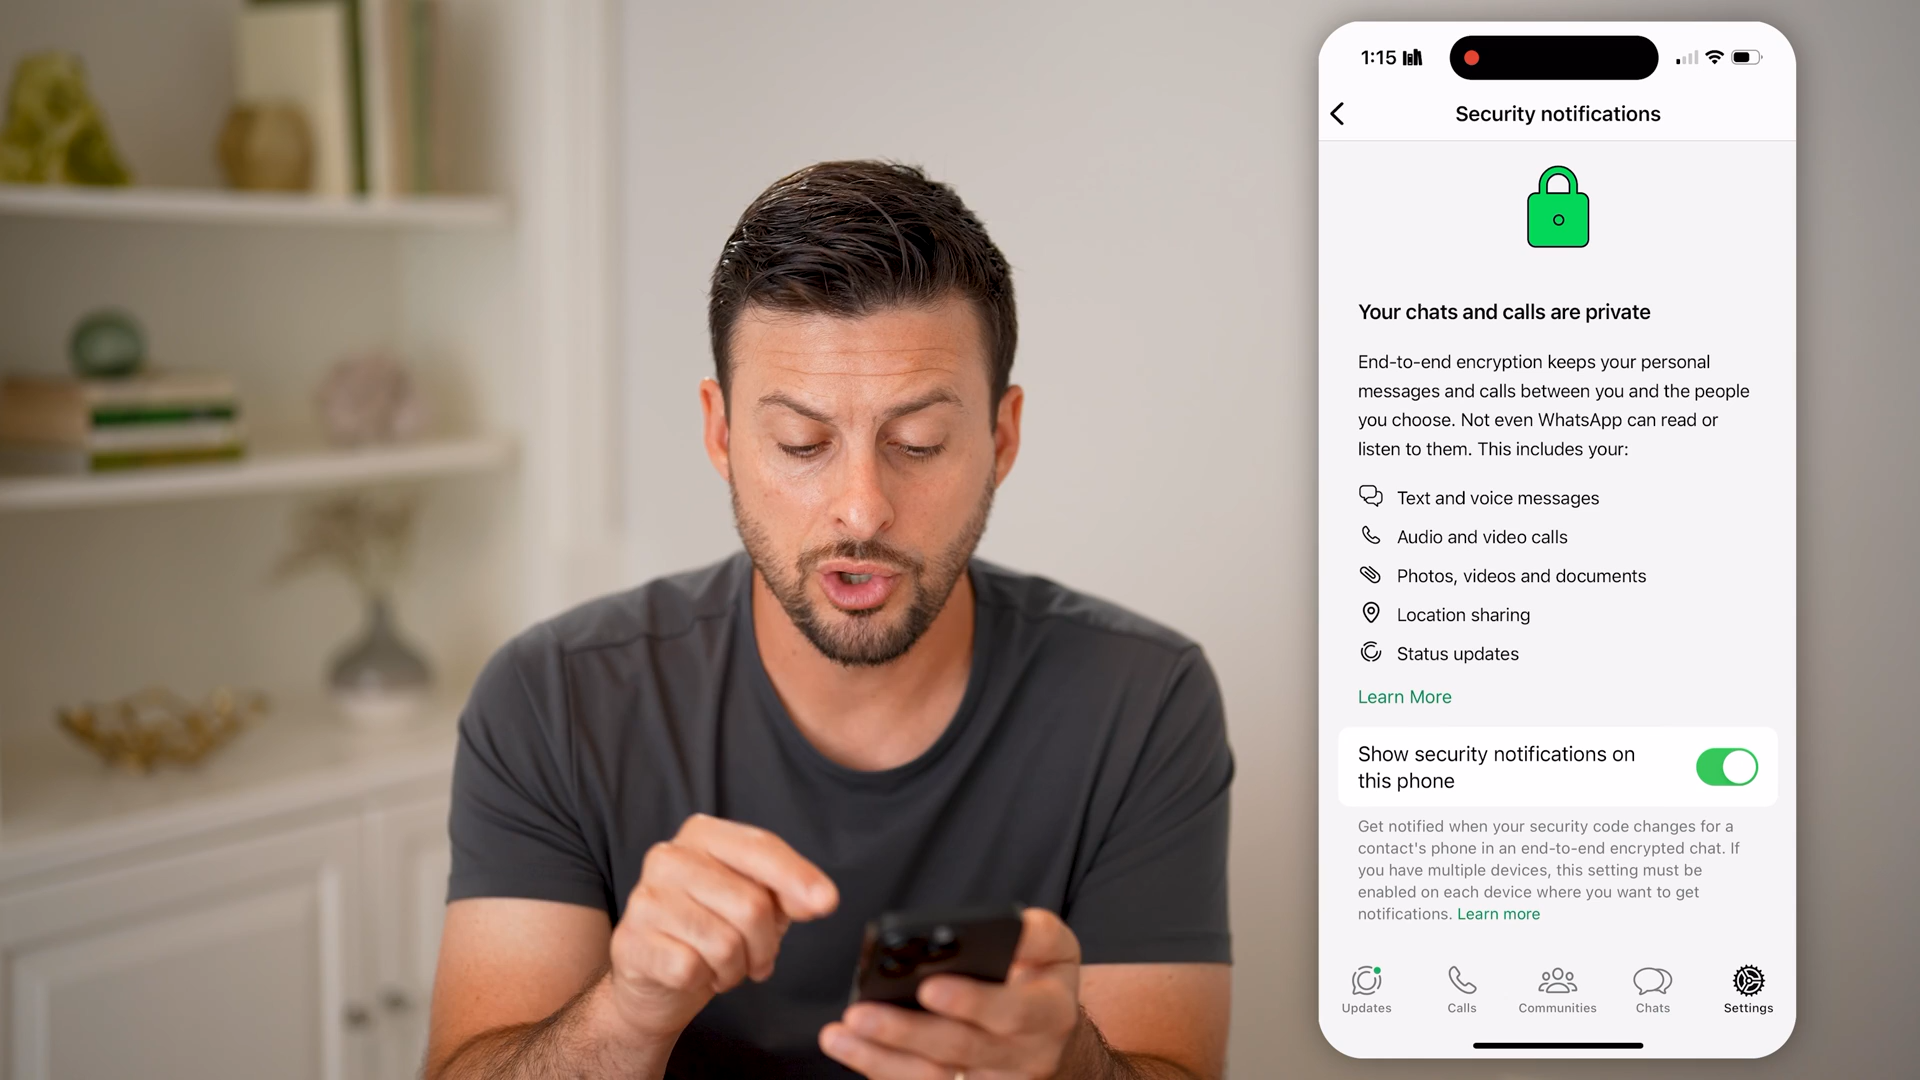 1:15
Security notifications
Your chats and calls are private
End-to-end encryption keeps your personal
messages and calls between you and the people
you choose. Not even WhatsApp can read or
listen to them. This includes your:
Text and voice messages
Audio and video calls
Photos, videos and documents
Location sharing
Status updates
Learn More
Show security notifications on
this phone
Get notified when your security code changes for a
contact's phone in an end-to-end encrypted chat. If
you have multiple devices, this setting must be
enabled on each device where you want to get
notifications. Learn more
Updates
Calls
Communities
Chats
Settings